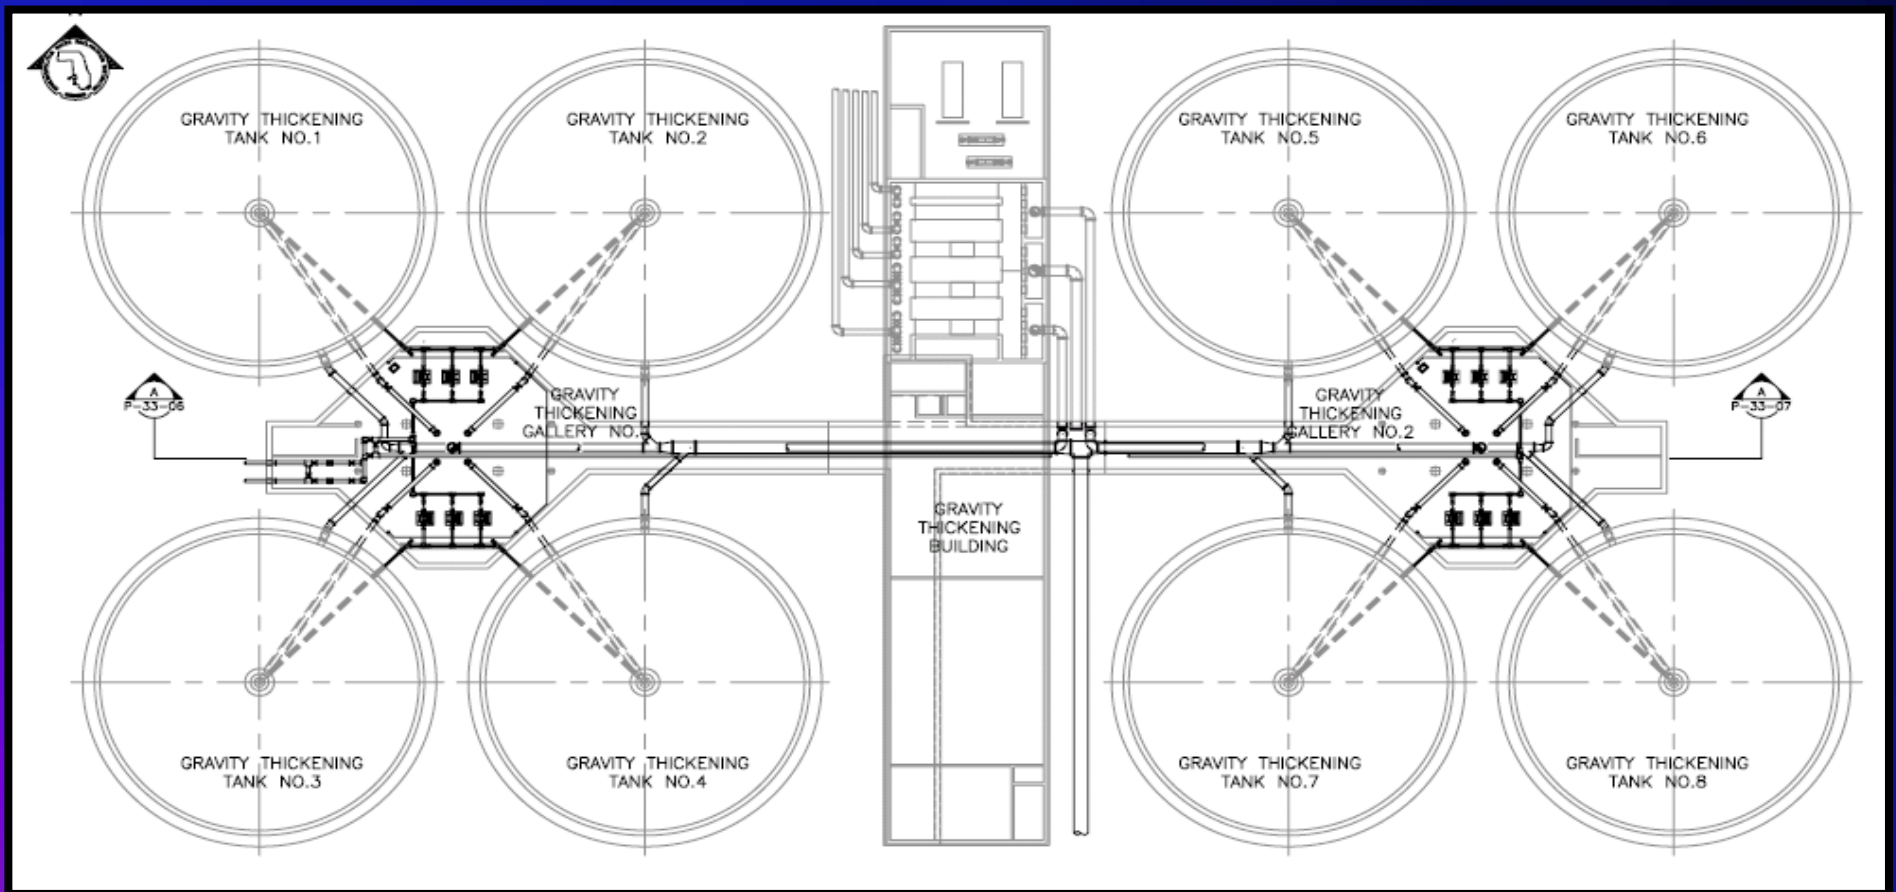 GRAVITY THICKENING
TANK NO.1
GRAVITY THICKENING
TANK NO.2
GRAVITY THICKENING
TANK NO.5
GRAVITY THICKENING
TANK NO.6
A
P-33-06
GRAVITY
THICKENING
GALLERY NO.
GRAVITY
THICKENING
GALLERY NO.2
A
P-33-07
GRAVITY
THICKENING
BUILDING
GRAVITY THICKENING
TANK NO.3
GRAVITY THICKENING
TANK NO.4
GRAVITY THICKENING
TANK NO.7
GRAVITY THICKENING
TANK NO.8